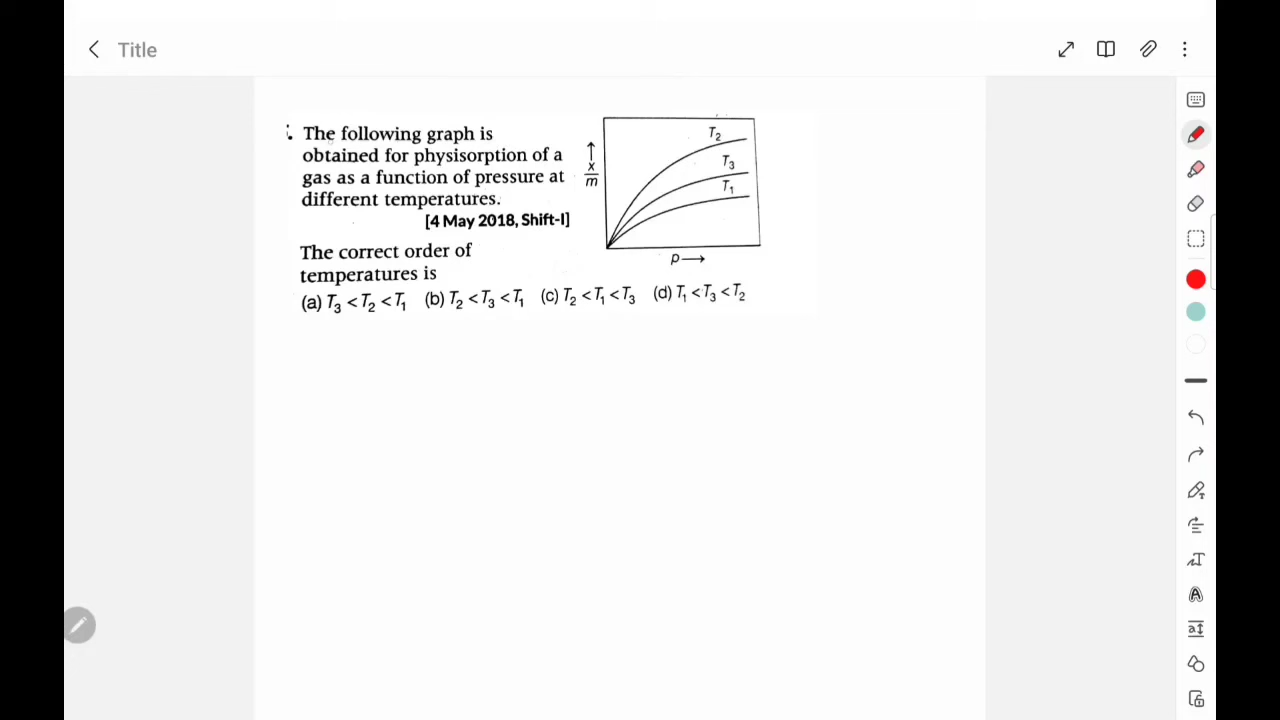 Title
. The following graph is
obtained for physisorption of a
gas as a function of pressure at
different temperatures.
[4 May 2018, Shift-I]
↑
x
m
T₂
T₃
T₁
p→
The correct order of
temperatures is
(a) T₃ < T₂ < T₁ (b) T₂ < T₃ < T₁ (c) T₂ < T₁ < T₃ (d) T₁ < T₃ < T₂